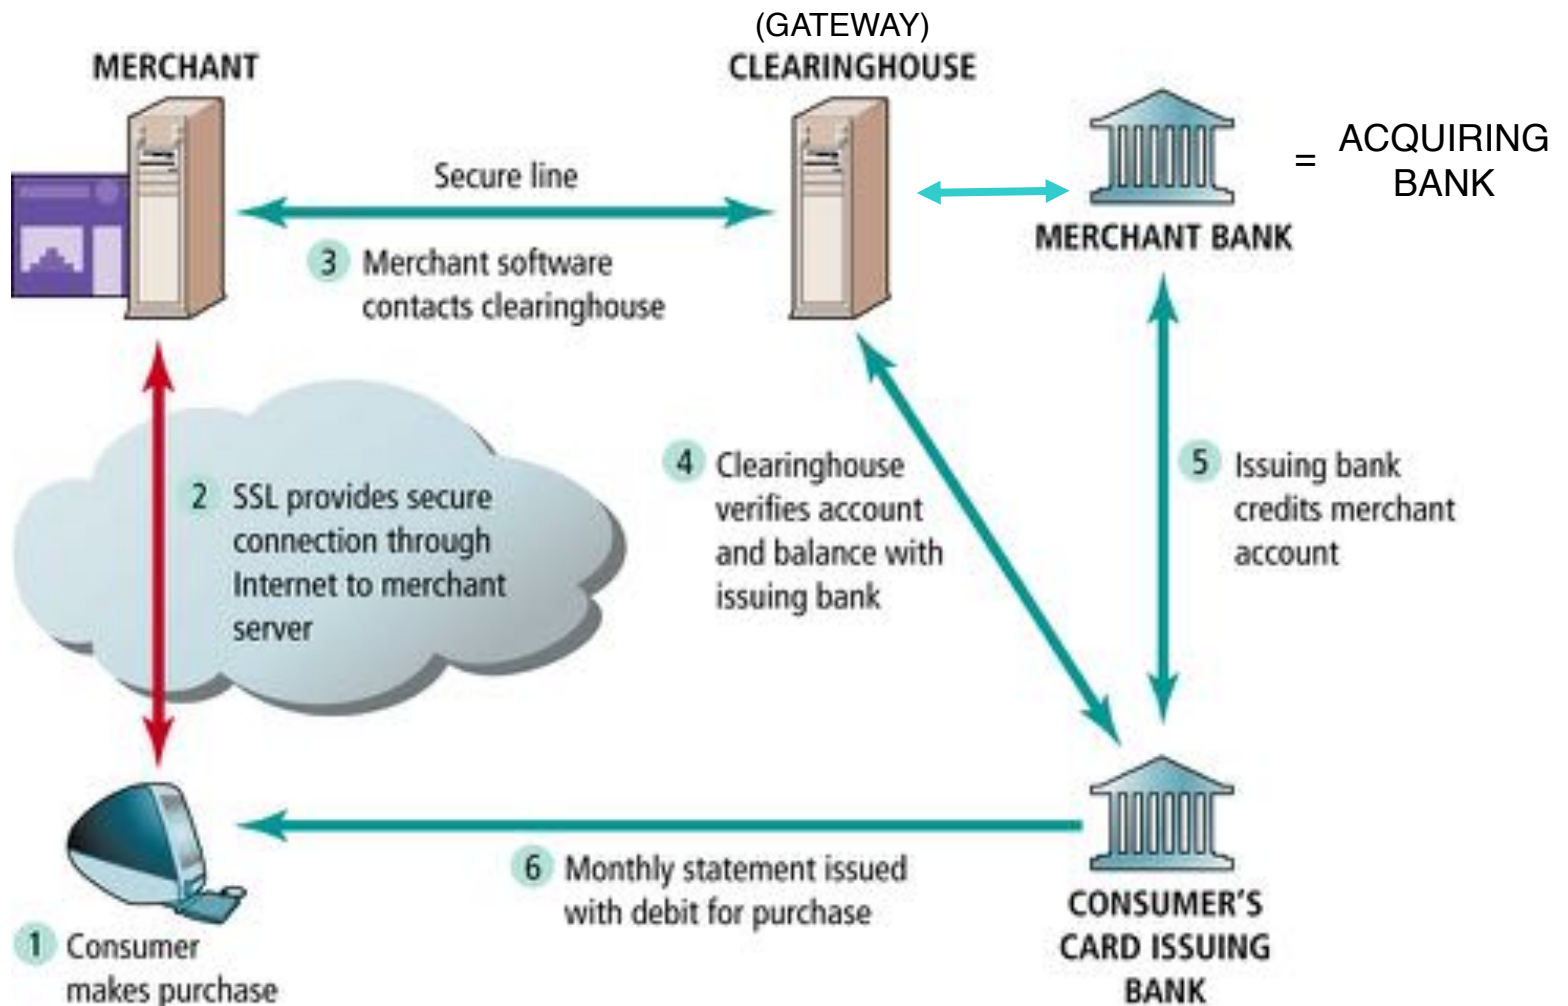 (GATEWAY)
MERCHANT
CLEARINGHOUSE
= ACQUIRING
BANK
Secure line
MERCHANT BANK
3 Merchant software
contacts clearinghouse
2 SSL provides secure
connection through
Internet to merchant
server
4 Clearinghouse
verifies account
and balance with
issuing bank
5 Issuing bank
credits merchant
account
6 Monthly statement issued
with debit for purchase
CONSUMER'S
CARD ISSUING
BANK
1 Consumer
makes purchase